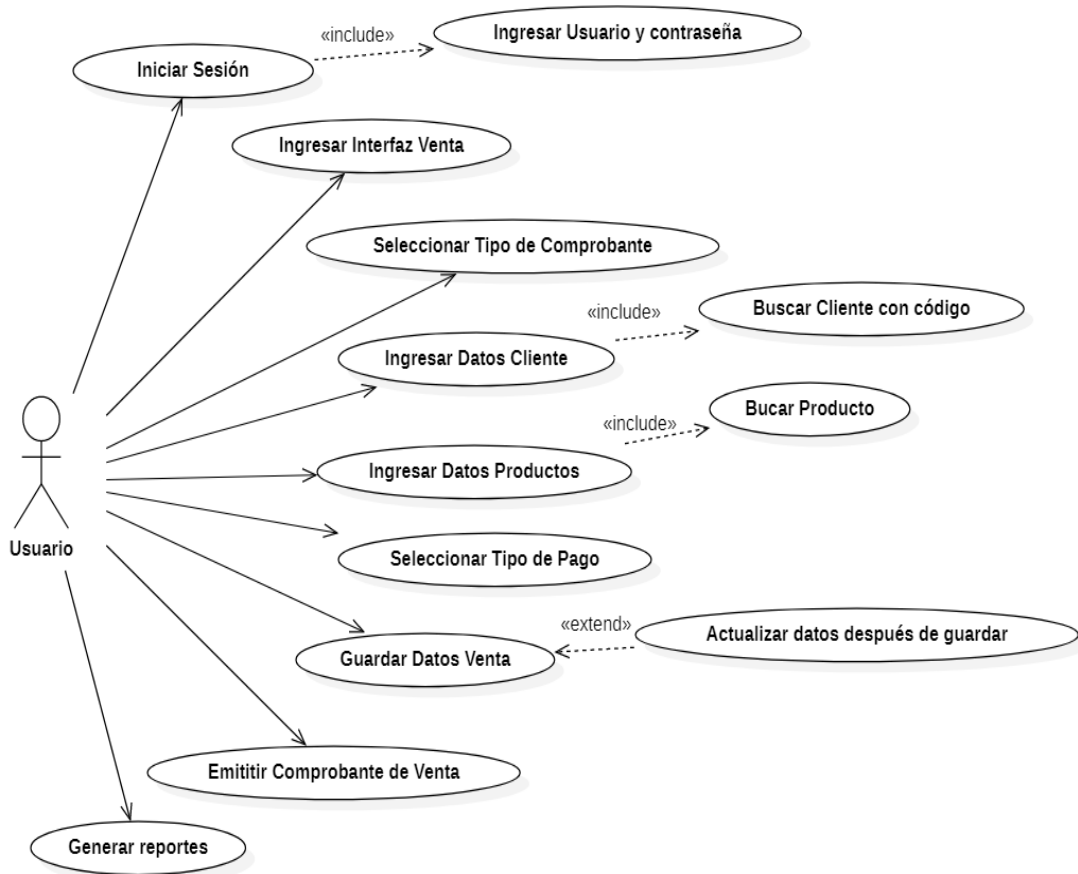 Ingresar Usuario y contraseña
«include»
Iniciar Sesión
Ingresar Interfaz Venta
Seleccionar Tipo de Comprobante
Buscar Cliente con código
«include»
Ingresar Datos Cliente
Bucar Producto
«include»
Ingresar Datos Productos
Usuario
Seleccionar Tipo de Pago
«extend»
Actualizar datos después de guardar
Guardar Datos Venta
Emititir Comprobante de Venta
Generar reportes